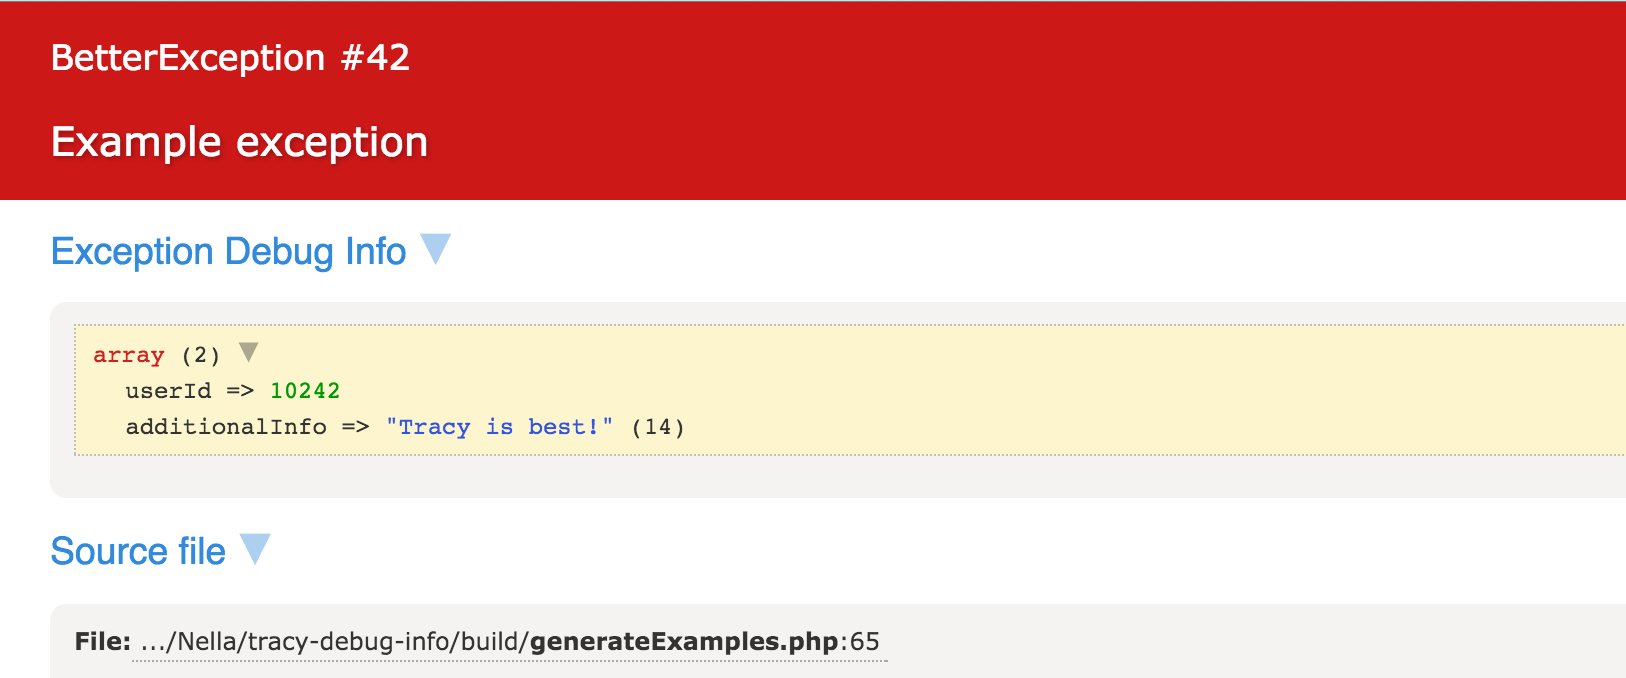 BetterException #42
Example exception
Exception Debug Info ▼
array (2) ▼
userId => 10242
additionalInfo => "Tracy is best!" (14)
Source file ▼
File: .../Nella/tracy-debug-info/build/generateExamples.php:65